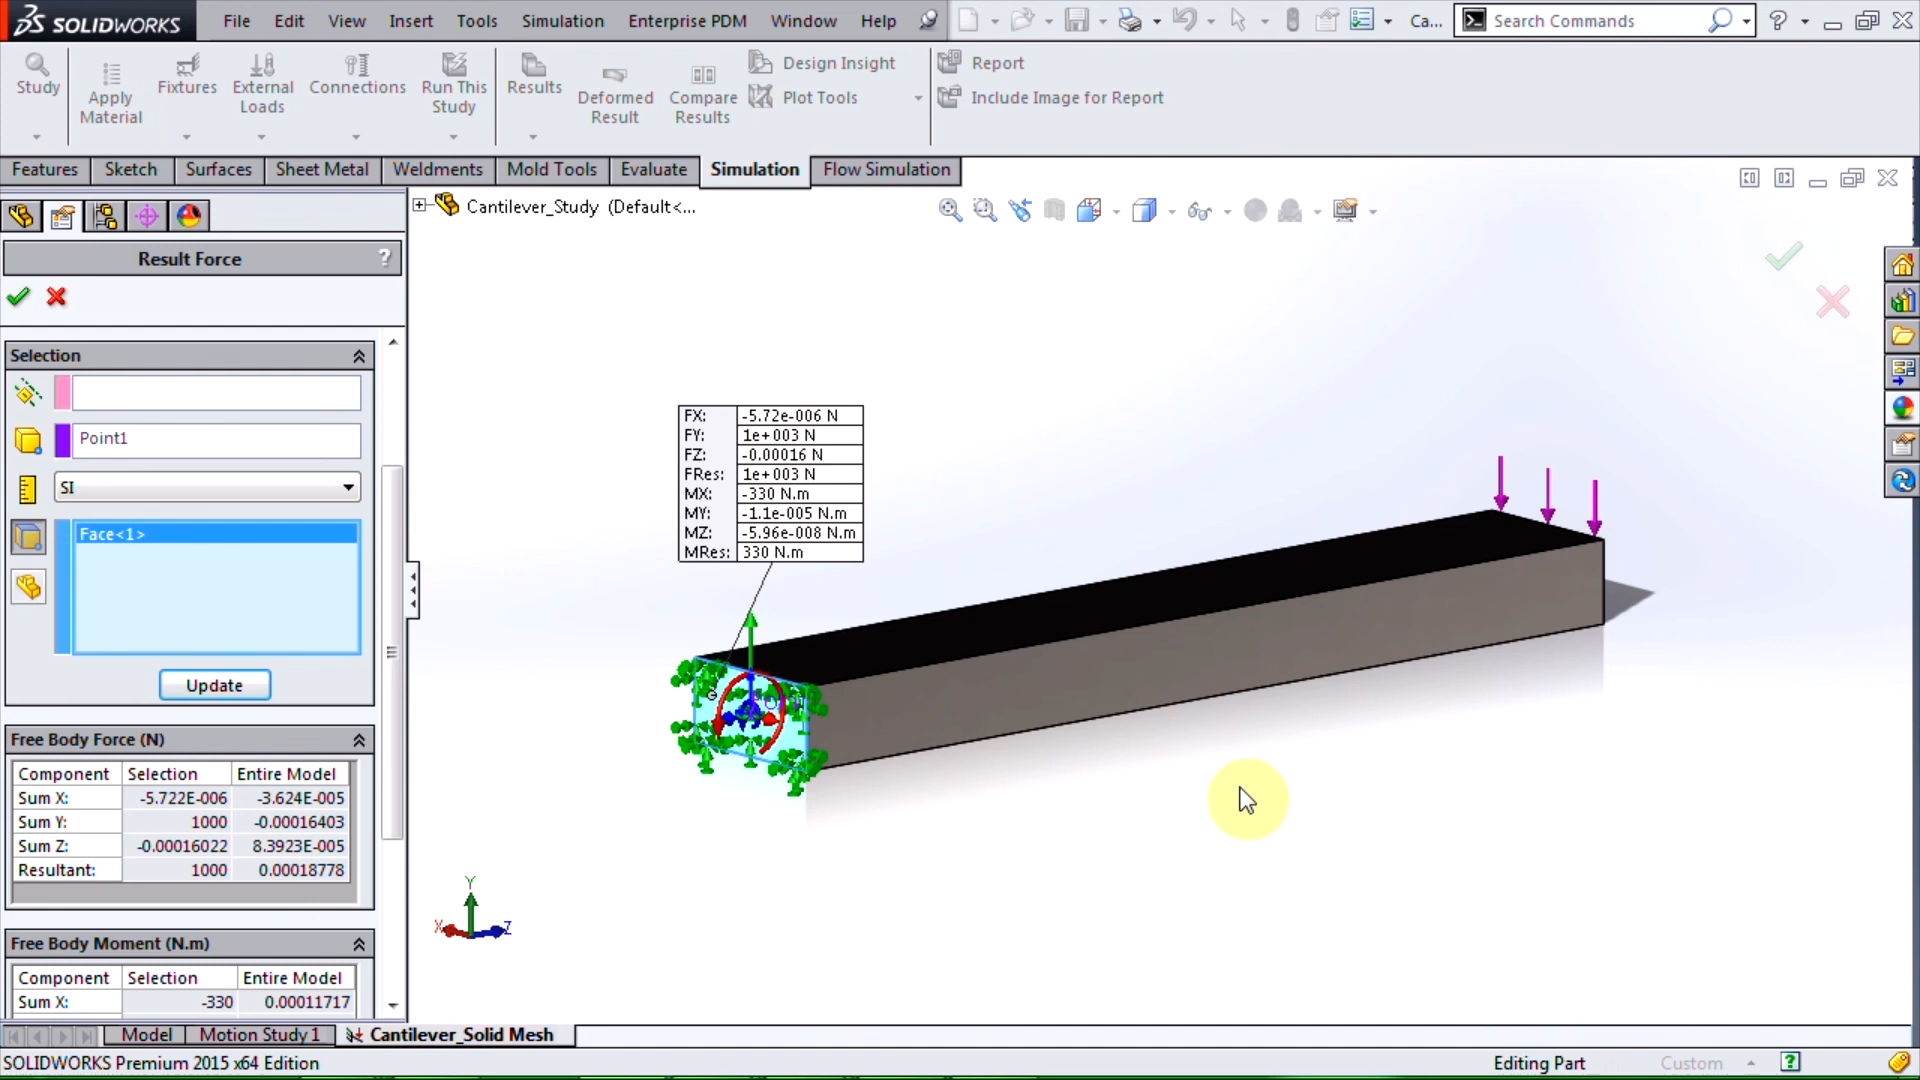 SOLIDWORKS File Edit View Insert Tools Simulation Enterprise PDM Window Help Ca... Search Commands
Study
Apply Material
Fixtures
External Loads
Connections
Run This Study
Results
Deformed Result
Compare Results
Design Insight
Plot Tools
Report
Include Image for Report
Features Sketch Surfaces Sheet Metal Weldments Mold Tools Evaluate Simulation Flow Simulation
Cantilever_Study (Default<...
Result Force ?
Selection
Point1
SI
Face<1>
Update
Free Body Force (N)
Component Selection Entire Model
Sum X: -5.722E-006 -3.624E-005
Sum Y: 1000 -0.00016403
Sum Z: -0.00016022 8.3923E-005
Resultant: 1000 0.00018778
Free Body Moment (N.m)
Component Selection Entire Model
Sum X: -330 0.00011717
FX: -5.72e-006 N
FY: 1e+003 N
FZ: -0.00016 N
FRes: 1e+003 N
MX: -330 N.m
MY: -1.1e-005 N.m
MZ: -5.96e-008 N.m
MRes: 330 N.m
Y
X Z
Model Motion Study 1 Cantilever_Solid Mesh
SOLIDWORKS Premium 2015 x64 Edition Editing Part Custom ?